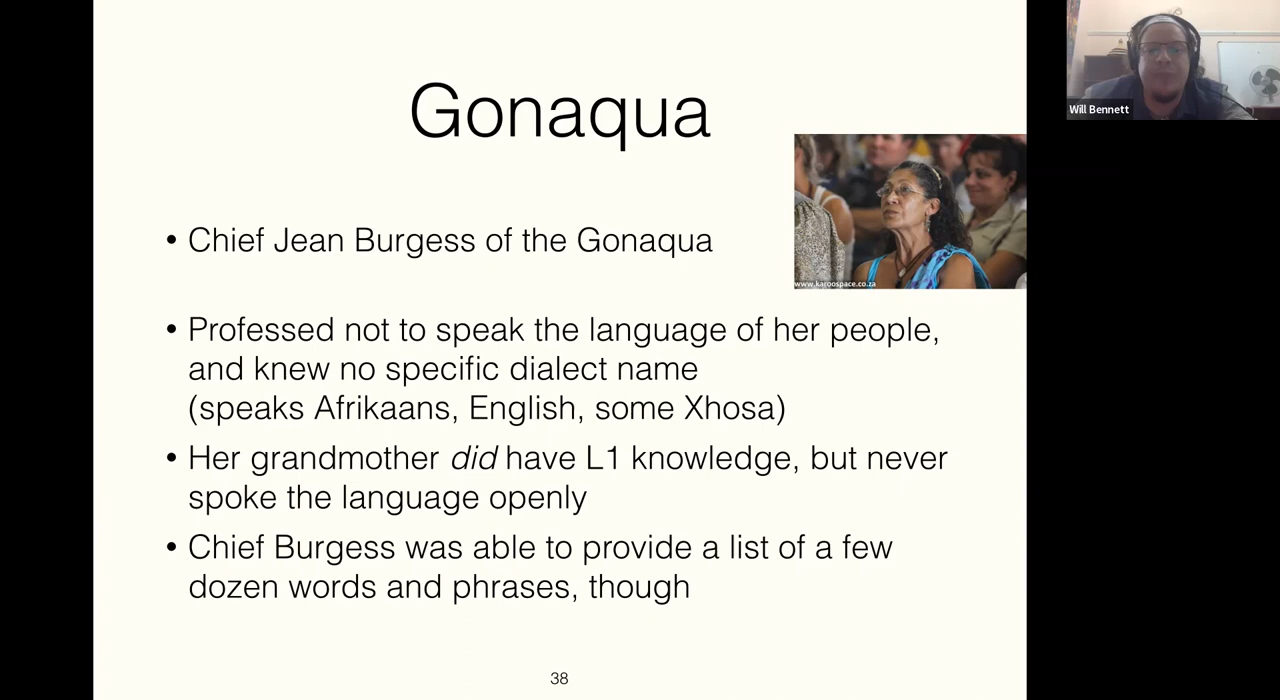 Gonaqua
• Chief Jean Burgess of the Gonaqua
• Professed not to speak the language of her people,
and knew no specific dialect name
(speaks Afrikaans, English, some Xhosa)
• Her grandmother did have L1 knowledge, but never
spoke the language openly
• Chief Burgess was able to provide a list of a few
dozen words and phrases, though
38
www.karoospace.co.za
Will Bennett